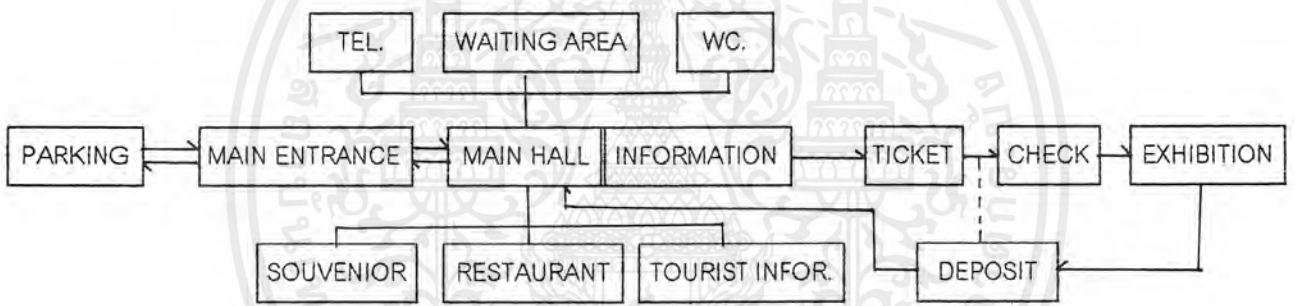 TEL.
WAITING AREA
WC.
PARKING
MAIN ENTRANCE
MAIN HALL
INFORMATION
TICKET
CHECK
EXHIBITION
SOUVENIOR
RESTAURANT
TOURIST INFOR.
DEPOSIT